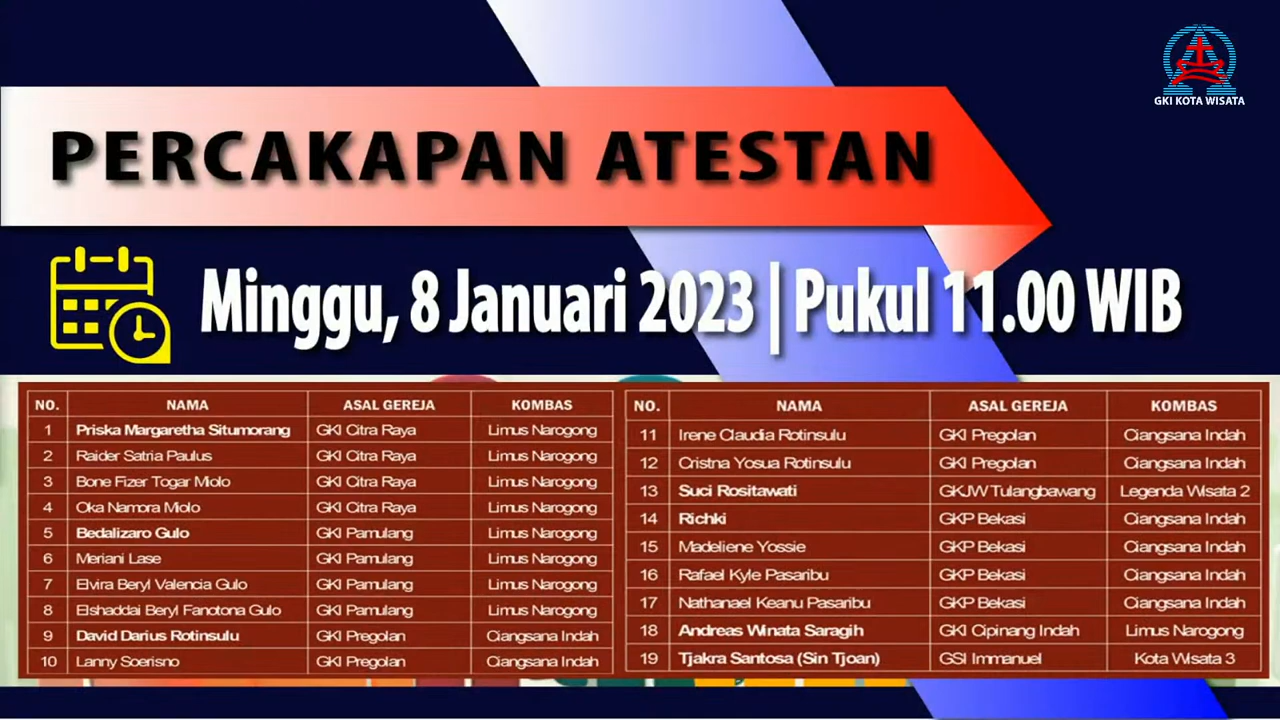 GKI KOTA WISATA
PERCAKAPAN ATESTAN
Minggu, 8 Januari 2023 | Pukul 11.00 WIB
NO. NAMA ASAL GEREJA KOMBAS
1 Priska Margaretha Situmorang GKI Citra Raya Limus Narogong
2 Raider Satria Paulus GKI Citra Raya Limus Narogong
3 Bone Fizer Togar Miolo GKI Citra Raya Limus Narogong
4 Oka Namora Miolo GKI Citra Raya Limus Narogong
5 Bedalizaro Gulo GKI Pamulang Limus Narogong
6 Meriani Lase GKI Pamulang Limus Narogong
7 Elvira Beryl Valencia Gulo GKI Pamulang Limus Narogong
8 Elshaddai Beryl Fanotona Gulo GKI Pamulang Limus Narogong
9 David Darius Rotinsulu GKI Pregolan Ciangsana Indah
10 Lanny Soerisno GKI Pregolan Ciangsana Indah
NO. NAMA ASAL GEREJA KOMBAS
11 Irene Claudia Rotinsulu GKI Pregolan Ciangsana Indah
12 Cristna Yosua Rotinsulu GKI Pregolan Ciangsana Indah
13 Suci Rositawati GKJW Tulangbawang Legenda Wisata 2
14 Richki GKP Bekasi Ciangsana Indah
15 Madeliene Yossie GKP Bekasi Ciangsana Indah
16 Rafael Kyle Pasaribu GKP Bekasi Ciangsana Indah
17 Nathanael Keanu Pasaribu GKP Bekasi Ciangsana Indah
18 Andreas Winata Saragih GKI Cipinang Indah Limus Narogong
19 Tjakra Santosa (Sin Tjoan) GSI Immanuel Kota Wisata 3